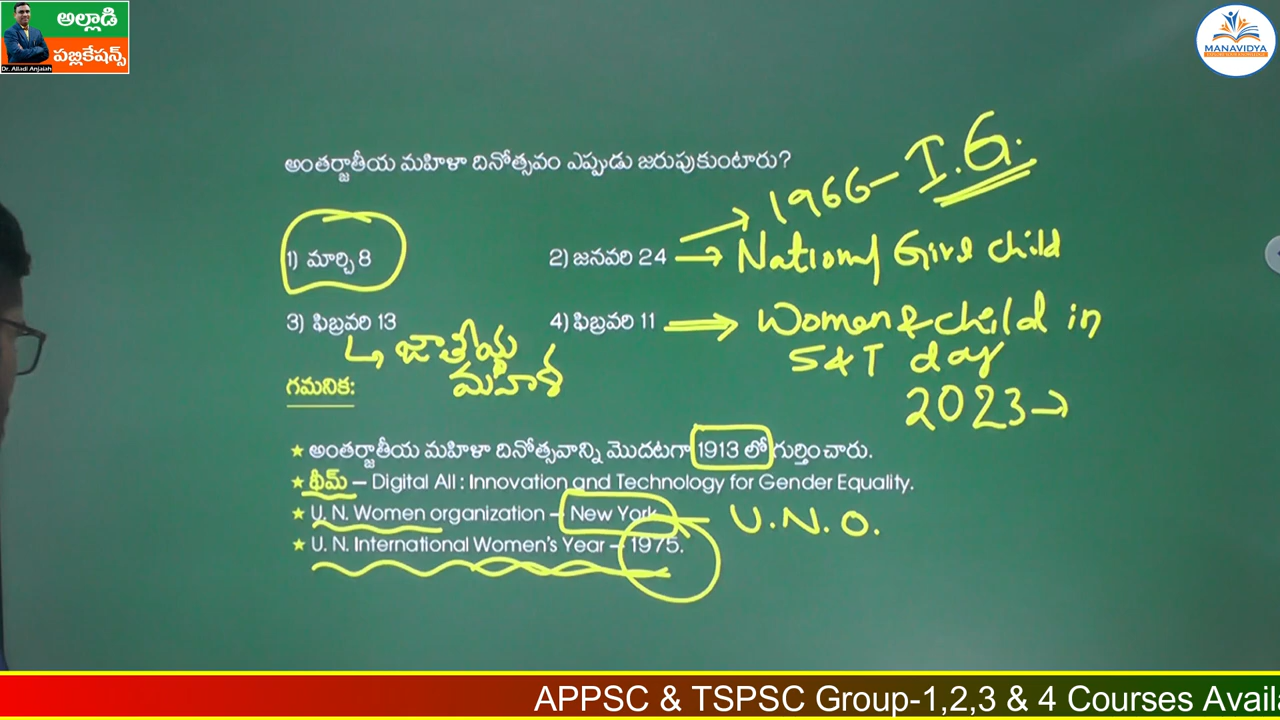 అల్లాడి
పబ్లికేషన్స్
Dr. Alladi Anjaiah
MANAVIDYA
అంతర్జాతీయ మహిళా దినోత్సవం ఎప్పుడు జరుపుకుంటారు?
1966- I.G.
1) మార్చి 8
2) జనవరి 24 → National Girl child
3) ఫిబ్రవరి 13
4) ఫిబ్రవరి 11 → Women & child in
S&T day
జాతీయ
మహిళ
2023→
గమనిక:
★ అంతర్జాతీయ మహిళా దినోత్సవాన్ని మొదటగా 1913 లో గుర్తించారు.
★ థీమ్ – Digital All : Innovation and Technology for Gender Equality.
★ U. N. Women organization – New York
U.N.O.
★ U. N. International Women's Year – 1975.
APPSC & TSPSC Group-1,2,3 & 4 Courses Availa